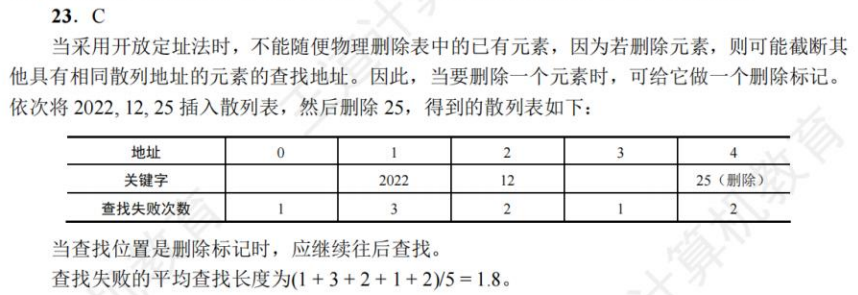 23．C
当采用开放定址法时，不能随便物理删除表中的已有元素，因为若删除元素，则可能截断其
他具有相同散列地址的元素的查找地址。因此，当要删除一个元素时，可给它做一个删除标记。
依次将 2022, 12, 25 插入散列表，然后删除 25，得到的散列表如下：
地址 0 1 2 3 4
关键字 2022 12 25（删除）
查找失败次数 1 3 2 1 2
当查找位置是删除标记时，应继续往后查找。
查找失败的平均查找长度为(1 + 3 + 2 + 1 + 2)/5 = 1.8。